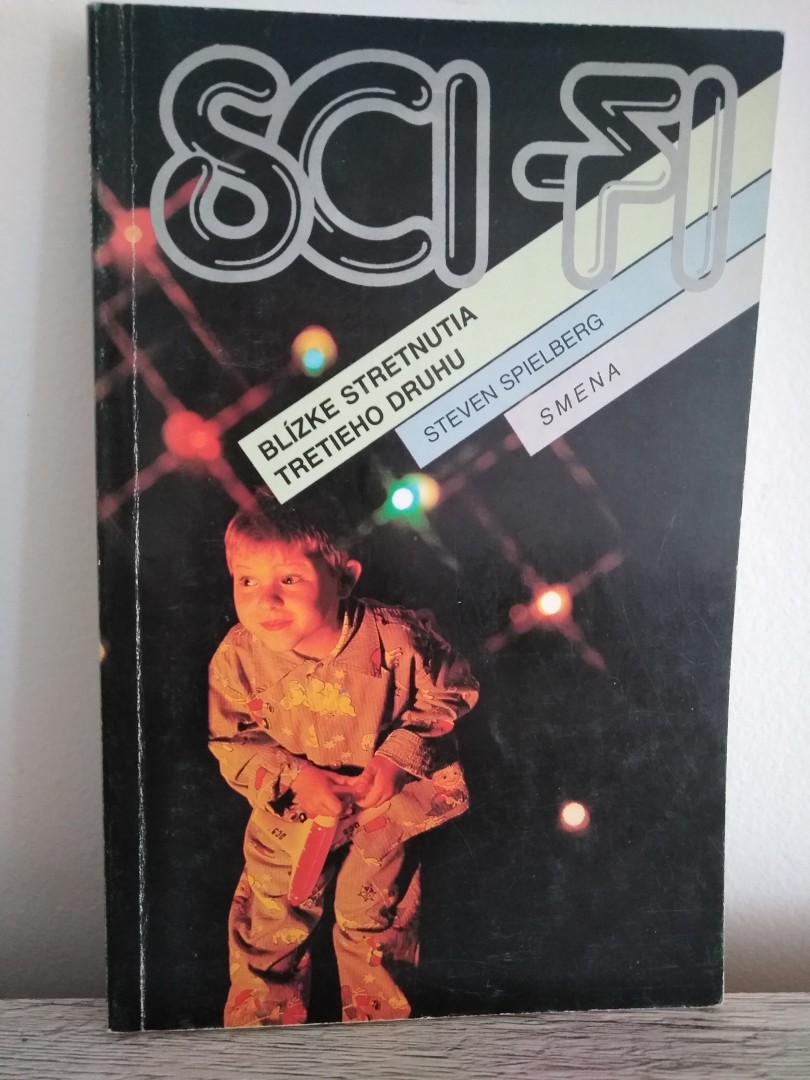 SCI-FI
BLÍZKE STRETNUTIA
TRETIEHO DRUHU
STEVEN SPIELBERG
SMENA